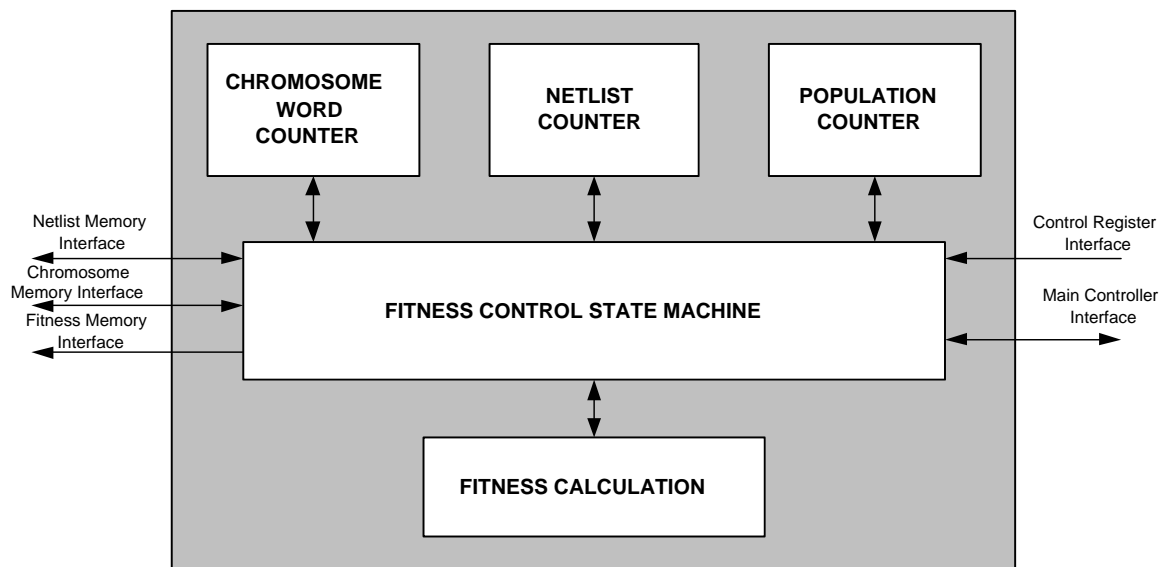 CHROMOSOME
WORD
COUNTER
NETLIST
COUNTER
POPULATION
COUNTER
Netlist Memory
Interface
Chromosome
Memory Interface
Fitness Memory
Interface
FITNESS CONTROL STATE MACHINE
Control Register
Interface
Main Controller
Interface
FITNESS CALCULATION